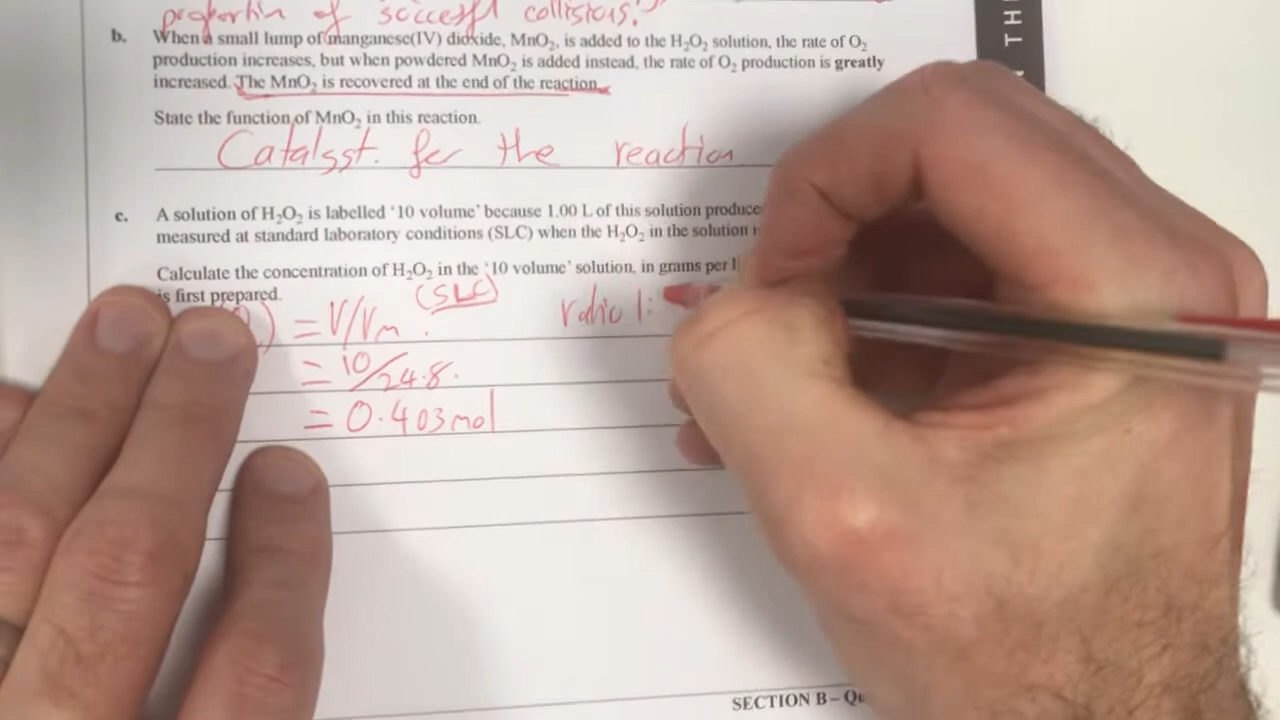 proportin of succesful collisions.
b. When a small lump of manganese(IV) dioxide, MnO₂, is added to the H₂O₂ solution, the rate of O₂
production increases, but when powdered MnO₂ is added instead, the rate of O₂ production is greatly
increased. The MnO₂ is recovered at the end of the reaction.
State the function of MnO₂ in this reaction.
Catalsst. for the reaction
c. A solution of H₂O₂ is labelled ‘10 volume’ because 1.00 L of this solution produce
measured at standard laboratory conditions (SLC) when the H₂O₂ in the solution
Calculate the concentration of H₂O₂ in the ‘10 volume’ solution, in grams per
is first prepared.
(SLC)
) = V/Vm . ratio 1:
= 10/24.8.
= 0.403 mol
SECTION B –
TH